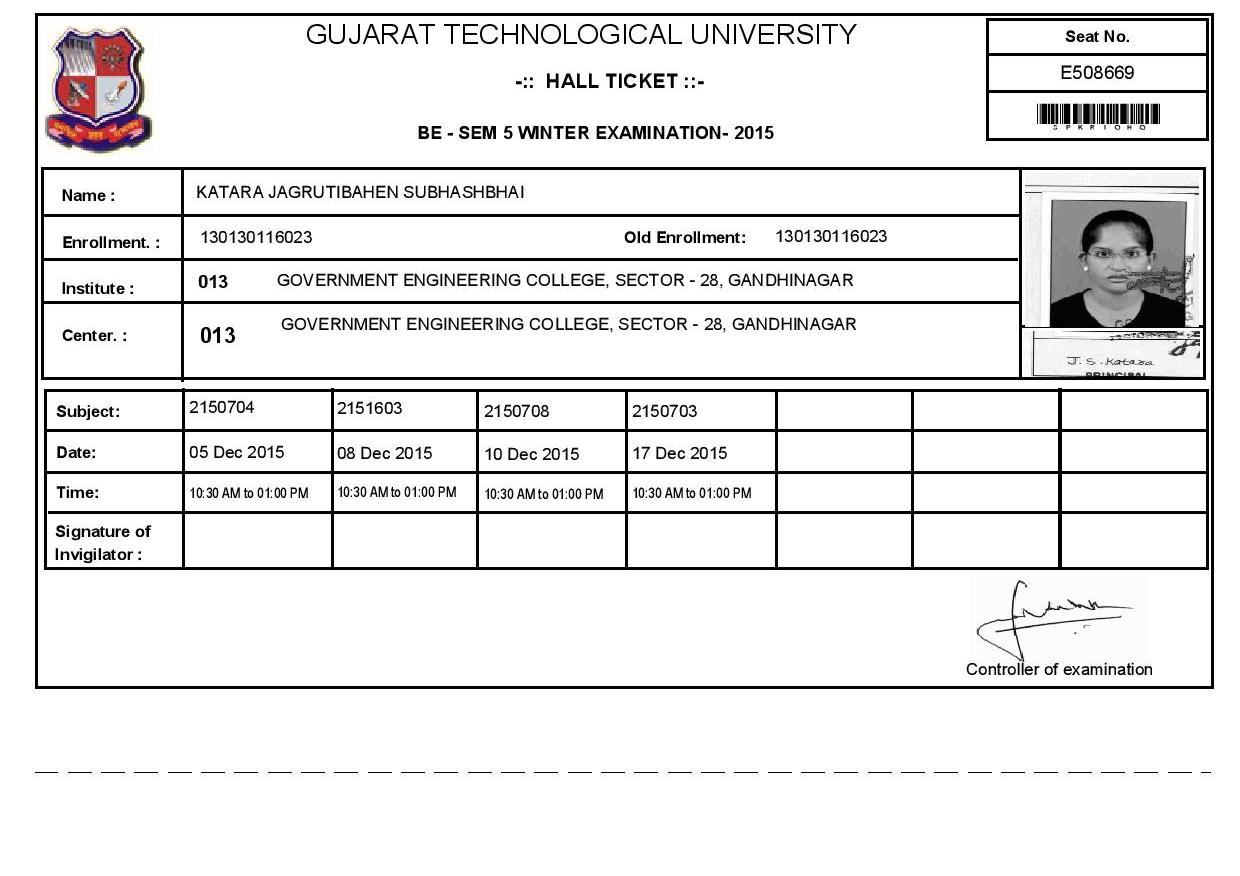 GUJARAT TECHNOLOGICAL UNIVERSITY
-:: HALL TICKET ::-
BE - SEM 5 WINTER EXAMINATION- 2015
Seat No.
E508669
S P K R I O H O
Name : KATARA JAGRUTIBAHEN SUBHASHBHAI
Enrollment. : 130130116023 Old Enrollment: 130130116023
Institute : 013 GOVERNMENT ENGINEERING COLLEGE, SECTOR - 28, GANDHINAGAR
Center. : 013 GOVERNMENT ENGINEERING COLLEGE, SECTOR - 28, GANDHINAGAR
J. S. Katara
PRINCIPAL
Subject: 2150704 2151603 2150708 2150703
Date: 05 Dec 2015 08 Dec 2015 10 Dec 2015 17 Dec 2015
Time: 10:30 AM to 01:00 PM 10:30 AM to 01:00 PM 10:30 AM to 01:00 PM 10:30 AM to 01:00 PM
Signature of
Invigilator :
Controller of examination